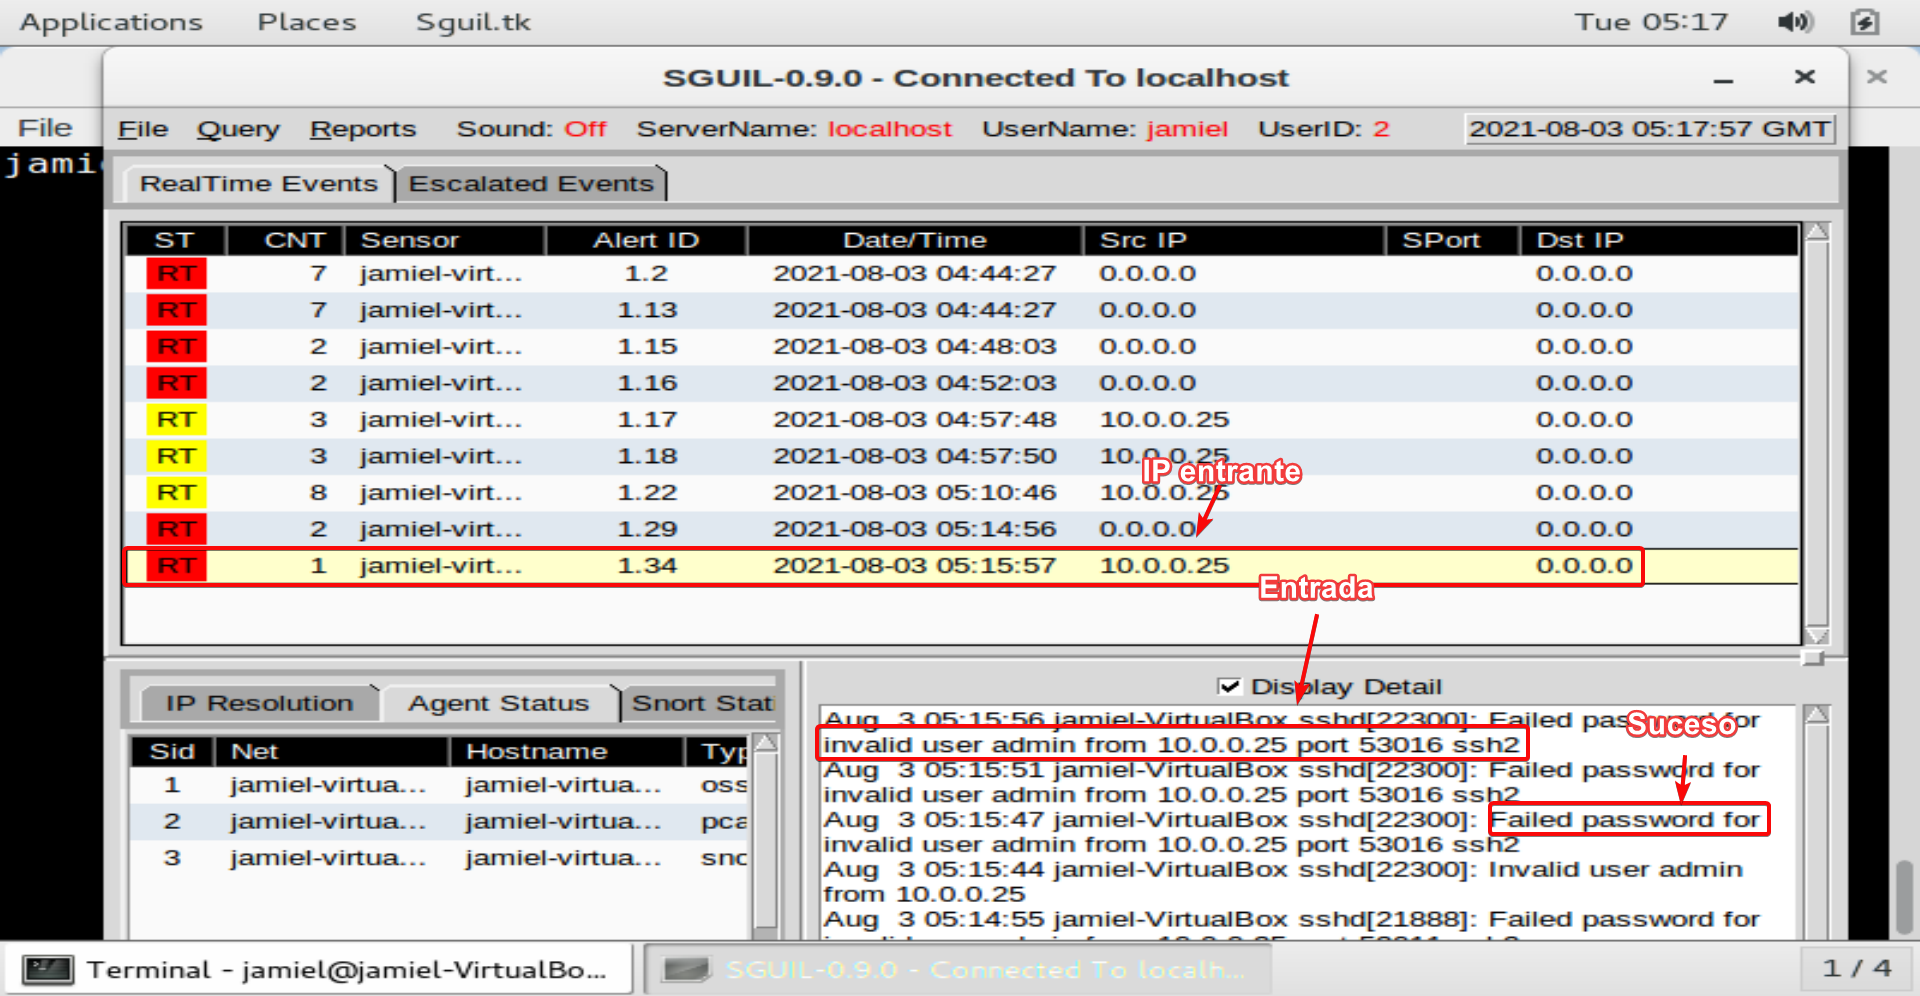 Applications Places Sguil.tk Tue 05:17
SGUIL-0.9.0 - Connected To localhost
File
File Query Reports Sound: Off ServerName: localhost UserName: jamiel UserID: 2 2021-08-03 05:17:57 GMT
jami
RealTime Events Escalated Events
ST CNT Sensor Alert ID Date/Time Src IP SPort Dst IP
RT 7 jamiel-virt... 1.2 2021-08-03 04:44:27 0.0.0.0 0.0.0.0
RT 7 jamiel-virt... 1.13 2021-08-03 04:44:27 0.0.0.0 0.0.0.0
RT 2 jamiel-virt... 1.15 2021-08-03 04:48:03 0.0.0.0 0.0.0.0
RT 2 jamiel-virt... 1.16 2021-08-03 04:52:03 0.0.0.0 0.0.0.0
RT 3 jamiel-virt... 1.17 2021-08-03 04:57:48 10.0.0.25 0.0.0.0
RT 3 jamiel-virt... 1.18 2021-08-03 04:57:50 10.0.0.25 0.0.0.0
IP entrante
RT 8 jamiel-virt... 1.22 2021-08-03 05:10:46 10.0.0.25 0.0.0.0
RT 2 jamiel-virt... 1.29 2021-08-03 05:14:56 0.0.0.0 0.0.0.0
RT 1 jamiel-virt... 1.34 2021-08-03 05:15:57 10.0.0.25 0.0.0.0
Entrada
IP Resolution Agent Status Snort Stati
Sid Net Hostname Typ
1 jamiel-virtua... jamiel-virtua... oss
2 jamiel-virtua... jamiel-virtua... pca
3 jamiel-virtua... jamiel-virtua... sno
Display Detail
Aug 3 05:15:56 jamiel-VirtualBox sshd[22300]: Failed password for
Suceso
invalid user admin from 10.0.0.25 port 53016 ssh2
Aug 3 05:15:51 jamiel-VirtualBox sshd[22300]: Failed password for
invalid user admin from 10.0.0.25 port 53016 ssh2
Aug 3 05:15:47 jamiel-VirtualBox sshd[22300]: Failed password for
invalid user admin from 10.0.0.25 port 53016 ssh2
Aug 3 05:15:44 jamiel-VirtualBox sshd[22300]: Invalid user admin
from 10.0.0.25
Aug 3 05:14:55 jamiel-VirtualBox sshd[21888]: Failed password for
Terminal - jamiel@jamiel-VirtualBo... SGUIL-0.9.0 - Connected To localh... 1 / 4